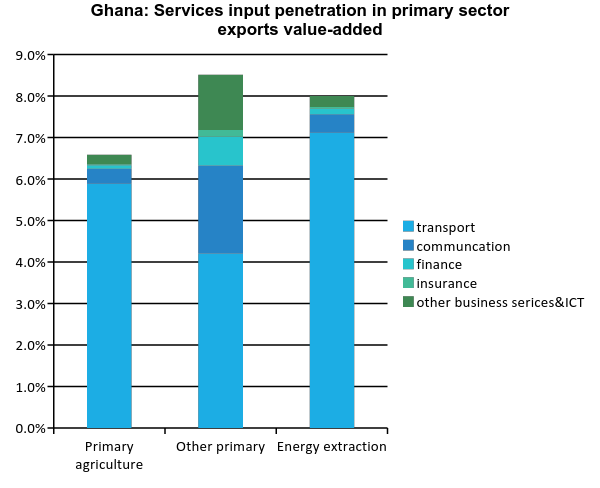 Ghana: Services input penetration in primary sector
exports value-added
9.0%
8.0%
7.0%
6.0%
5.0%
4.0%
3.0%
2.0%
1.0%
0.0%
Primary
agriculture
Other primary
Energy extraction
transport
communcation
finance
insurance
other business serices&ICT